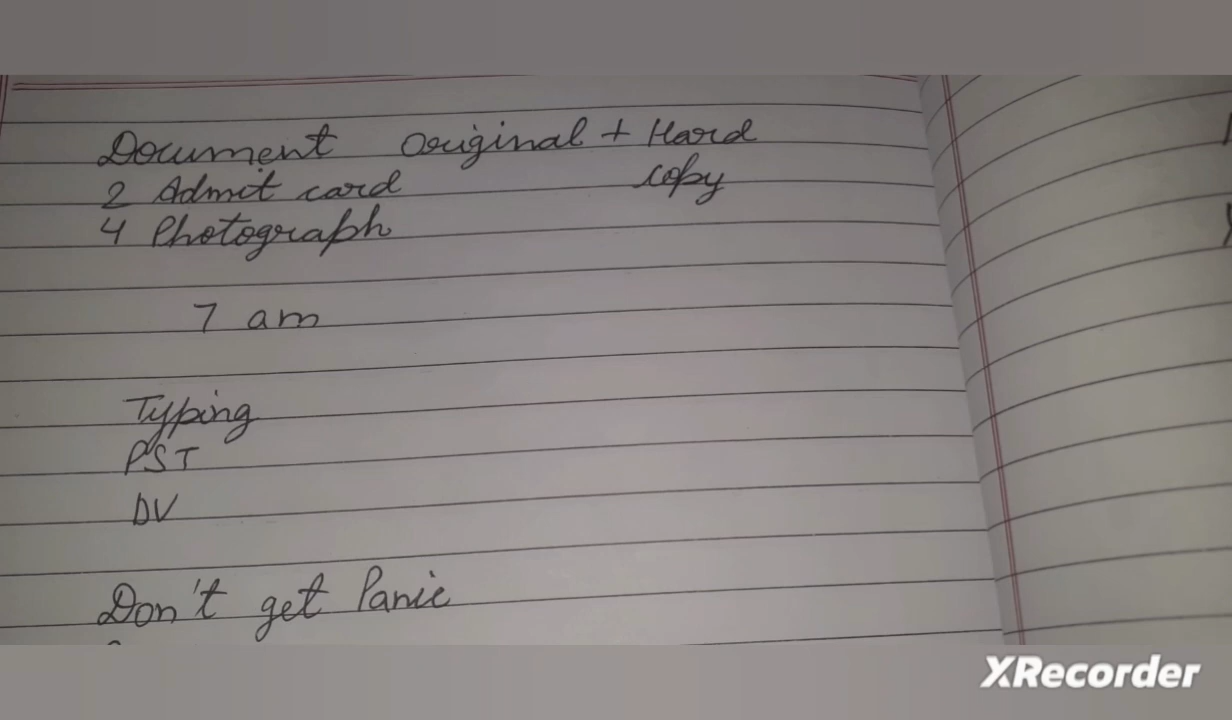 Document Original + Hard copy
2 Admit card
4 Photograph
7 am
Typing
PST
DV
Don't get Panic
XRecorder